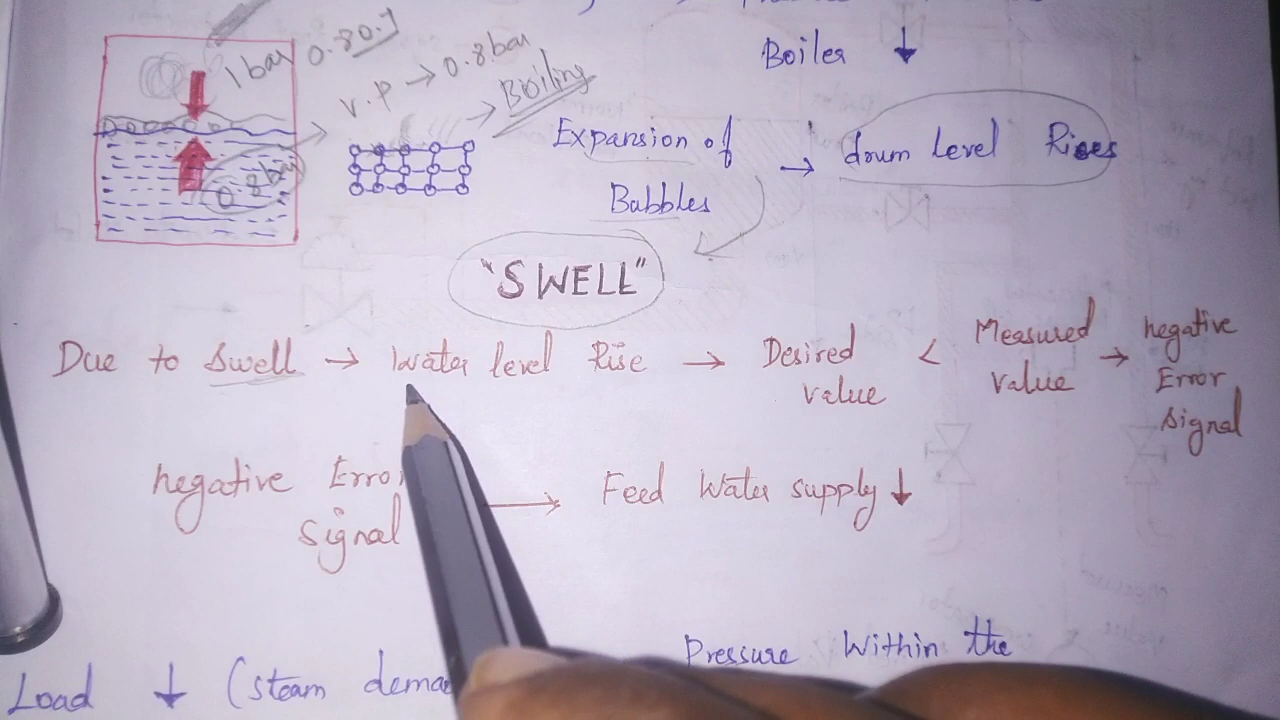 Boiler ↓
1 bar 0.80.7
v.p → 0.8 bar
Boiling
0.8 bar
Expansion of
Bubbles
→ drum level Rises
"SWELL"
Due to Swell → Water level Rise → Desired value < Measured value → negative Error signal
negative Error
signal → Feed Water supply ↓
Pressure Within the
Load ↓ (steam dema